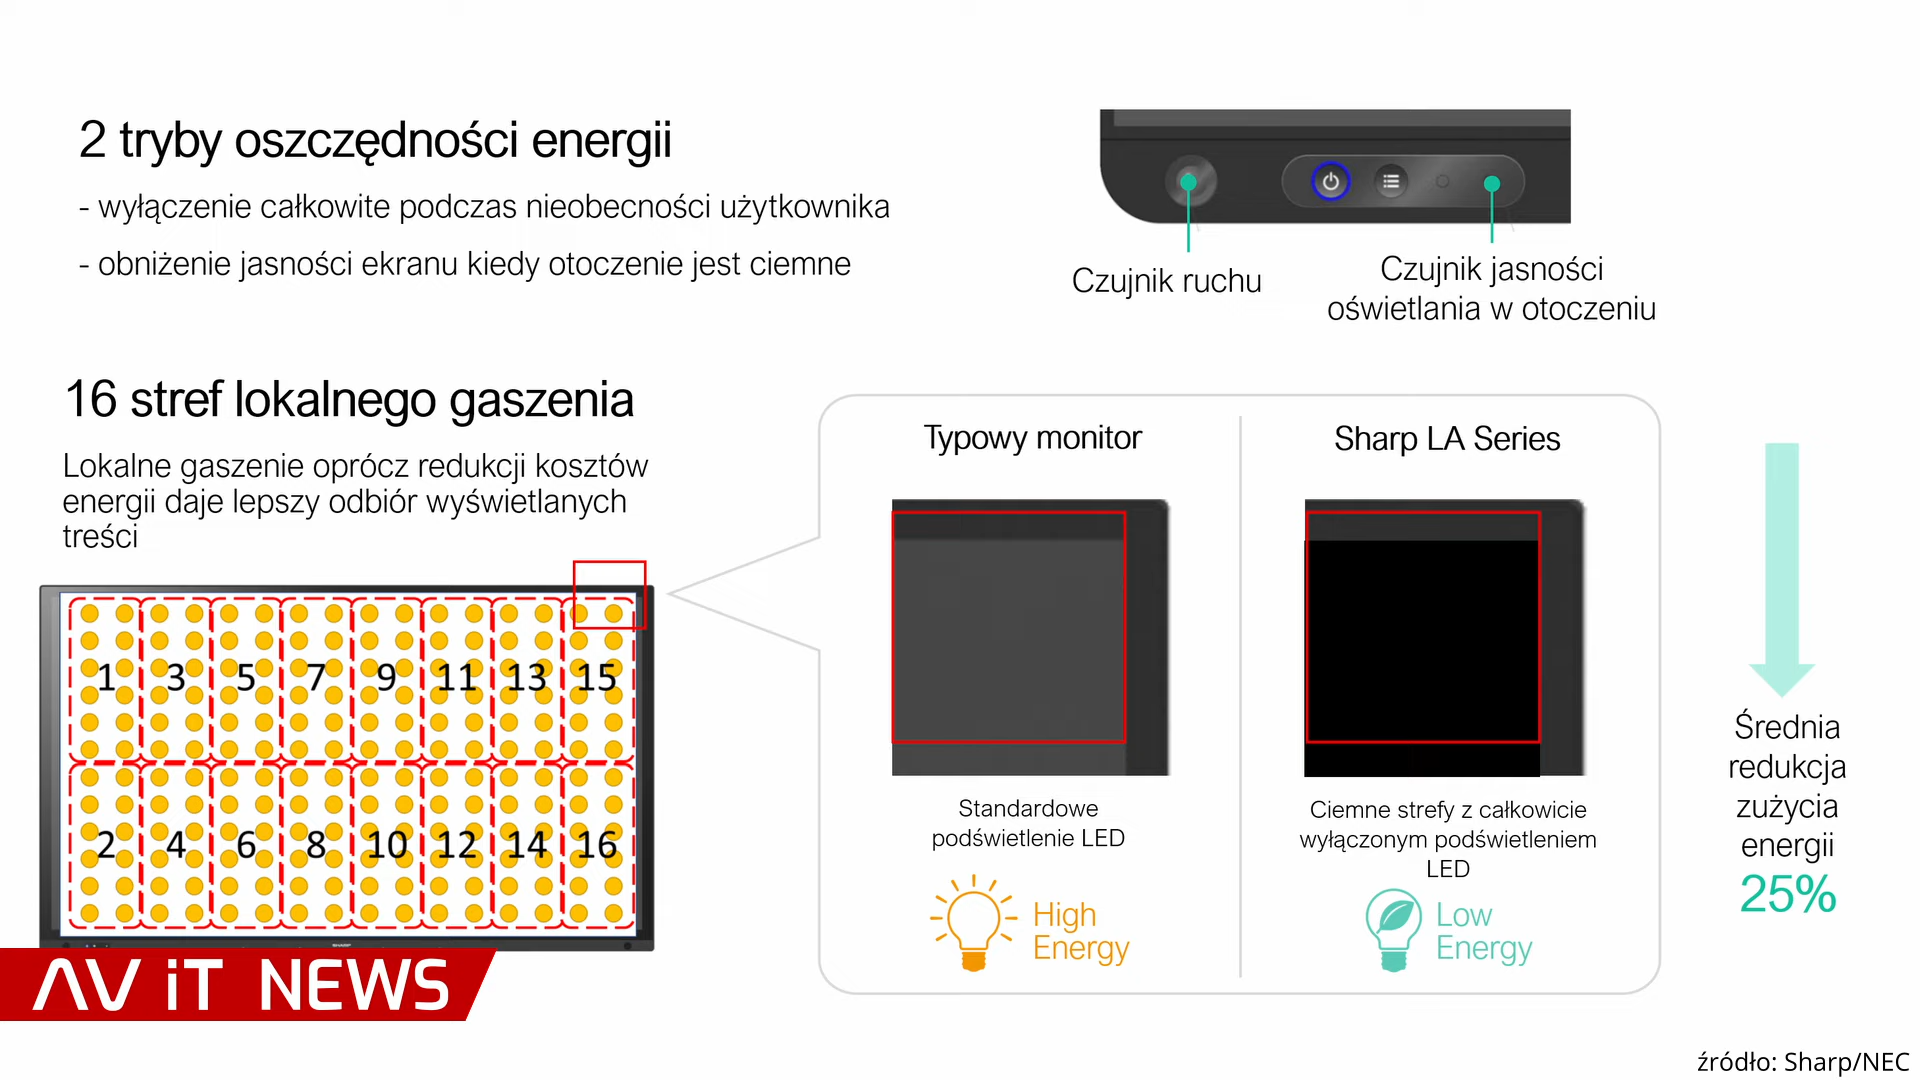 2 tryby oszczędności energii
- wyłączenie całkowite podczas nieobecności użytkownika
- obniżenie jasności ekranu kiedy otoczenie jest ciemne
Czujnik ruchu
Czujnik jasności
oświetlania w otoczeniu
16 stref lokalnego gaszenia
Lokalne gaszenie oprócz redukcji kosztów
energii daje lepszy odbiór wyświetlanych
treści
1 3 5 7 9 11 13 15
2 4 6 8 10 12 14 16
SHARP
Typowy monitor
Standardowe
podświetlenie LED
High
Energy
Sharp LA Series
Ciemne strefy z całkowicie
wyłączonym podświetleniem
LED
Low
Energy
Średnia
redukcja
zużycia
energii
25%
AV iT NEWS
źródło: Sharp/NEC